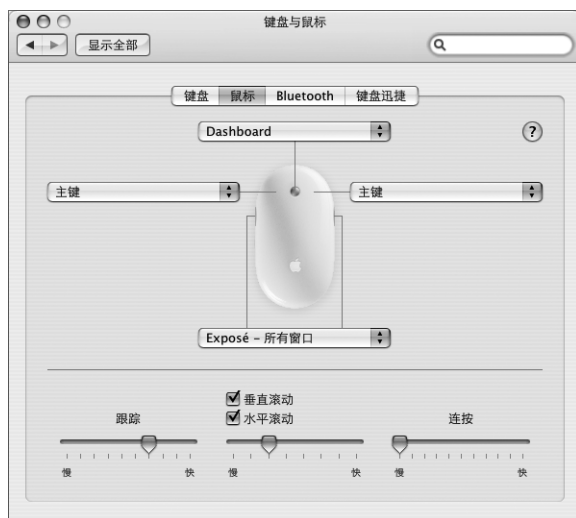 键盘与鼠标
显示全部
键盘 鼠标 Bluetooth 键盘迅捷
Dashboard
?
主键 主键
Exposé – 所有窗口
垂直滚动
跟踪 水平滚动 连按
慢 快 慢 快 慢 快